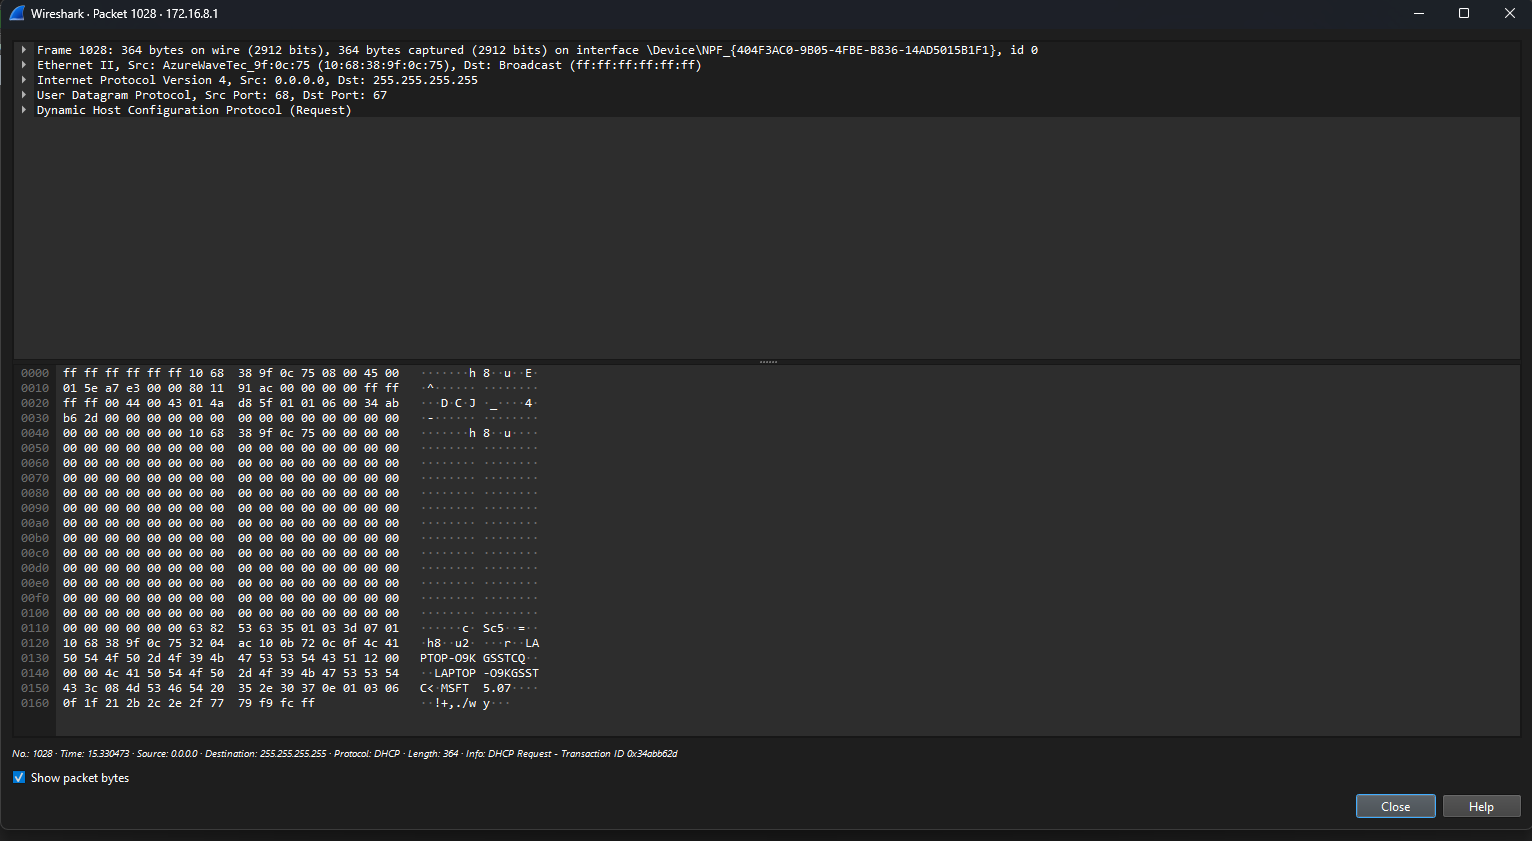 Wireshark · Packet 1028 · 172.16.8.1
Frame 1028: 364 bytes on wire (2912 bits), 364 bytes captured (2912 bits) on interface \Device\NPF_{404F3AC0-9B05-4FBE-B836-14AD5015B1F1}, id 0
Ethernet II, Src: AzureWaveTec_9f:0c:75 (10:68:38:9f:0c:75), Dst: Broadcast (ff:ff:ff:ff:ff:ff)
Internet Protocol Version 4, Src: 0.0.0.0, Dst: 255.255.255.255
User Datagram Protocol, Src Port: 68, Dst Port: 67
Dynamic Host Configuration Protocol (Request)
0000 ff ff ff ff ff ff 10 68 38 9f 0c 75 08 00 45 00 ·······h 8··u··E·
0010 01 5e a7 e3 00 00 80 11 91 ac 00 00 00 00 ff ff ·^······ ········
0020 ff ff 00 44 00 43 01 4a d8 5f 01 01 06 00 34 ab ···D·C·J ·_····4·
0030 b6 2d 00 00 00 00 00 00 00 00 00 00 00 00 00 00 ·-······ ········
0040 00 00 00 00 00 00 10 68 38 9f 0c 75 00 00 00 00 ·······h 8··u····
0050 00 00 00 00 00 00 00 00 00 00 00 00 00 00 00 00 ········ ········
0060 00 00 00 00 00 00 00 00 00 00 00 00 00 00 00 00 ········ ········
0070 00 00 00 00 00 00 00 00 00 00 00 00 00 00 00 00 ········ ········
0080 00 00 00 00 00 00 00 00 00 00 00 00 00 00 00 00 ········ ········
0090 00 00 00 00 00 00 00 00 00 00 00 00 00 00 00 00 ········ ········
00a0 00 00 00 00 00 00 00 00 00 00 00 00 00 00 00 00 ········ ········
00b0 00 00 00 00 00 00 00 00 00 00 00 00 00 00 00 00 ········ ········
00c0 00 00 00 00 00 00 00 00 00 00 00 00 00 00 00 00 ········ ········
00d0 00 00 00 00 00 00 00 00 00 00 00 00 00 00 00 00 ········ ········
00e0 00 00 00 00 00 00 00 00 00 00 00 00 00 00 00 00 ········ ········
00f0 00 00 00 00 00 00 00 00 00 00 00 00 00 00 00 00 ········ ········
0100 00 00 00 00 00 00 00 00 00 00 00 00 00 00 00 00 ········ ········
0110 00 00 00 00 00 00 63 82 53 63 35 01 03 3d 07 01 ······c· Sc5··=··
0120 10 68 38 9f 0c 75 32 04 ac 10 0b 72 0c 0f 4c 41 ·h8··u2· ···r··LA
0130 50 54 4f 50 2d 4f 39 4b 47 53 53 54 43 51 12 00 PTOP-O9K GSSTCQ··
0140 00 00 4c 41 50 54 4f 50 2d 4f 39 4b 47 53 53 54 ··LAPTOP -O9KGSST
0150 43 3c 08 4d 53 46 54 20 35 2e 30 37 0e 01 03 06 C<·MSFT 5.07····
0160 0f 1f 21 2b 2c 2e 2f 77 79 f9 fc ff ··!+,./w y···
No.: 1028 · Time: 15.330473 · Source: 0.0.0.0 · Destination: 255.255.255.255 · Protocol: DHCP · Length: 364 · Info: DHCP Request - Transaction ID 0x34abb62d
Show packet bytes
Close
Help